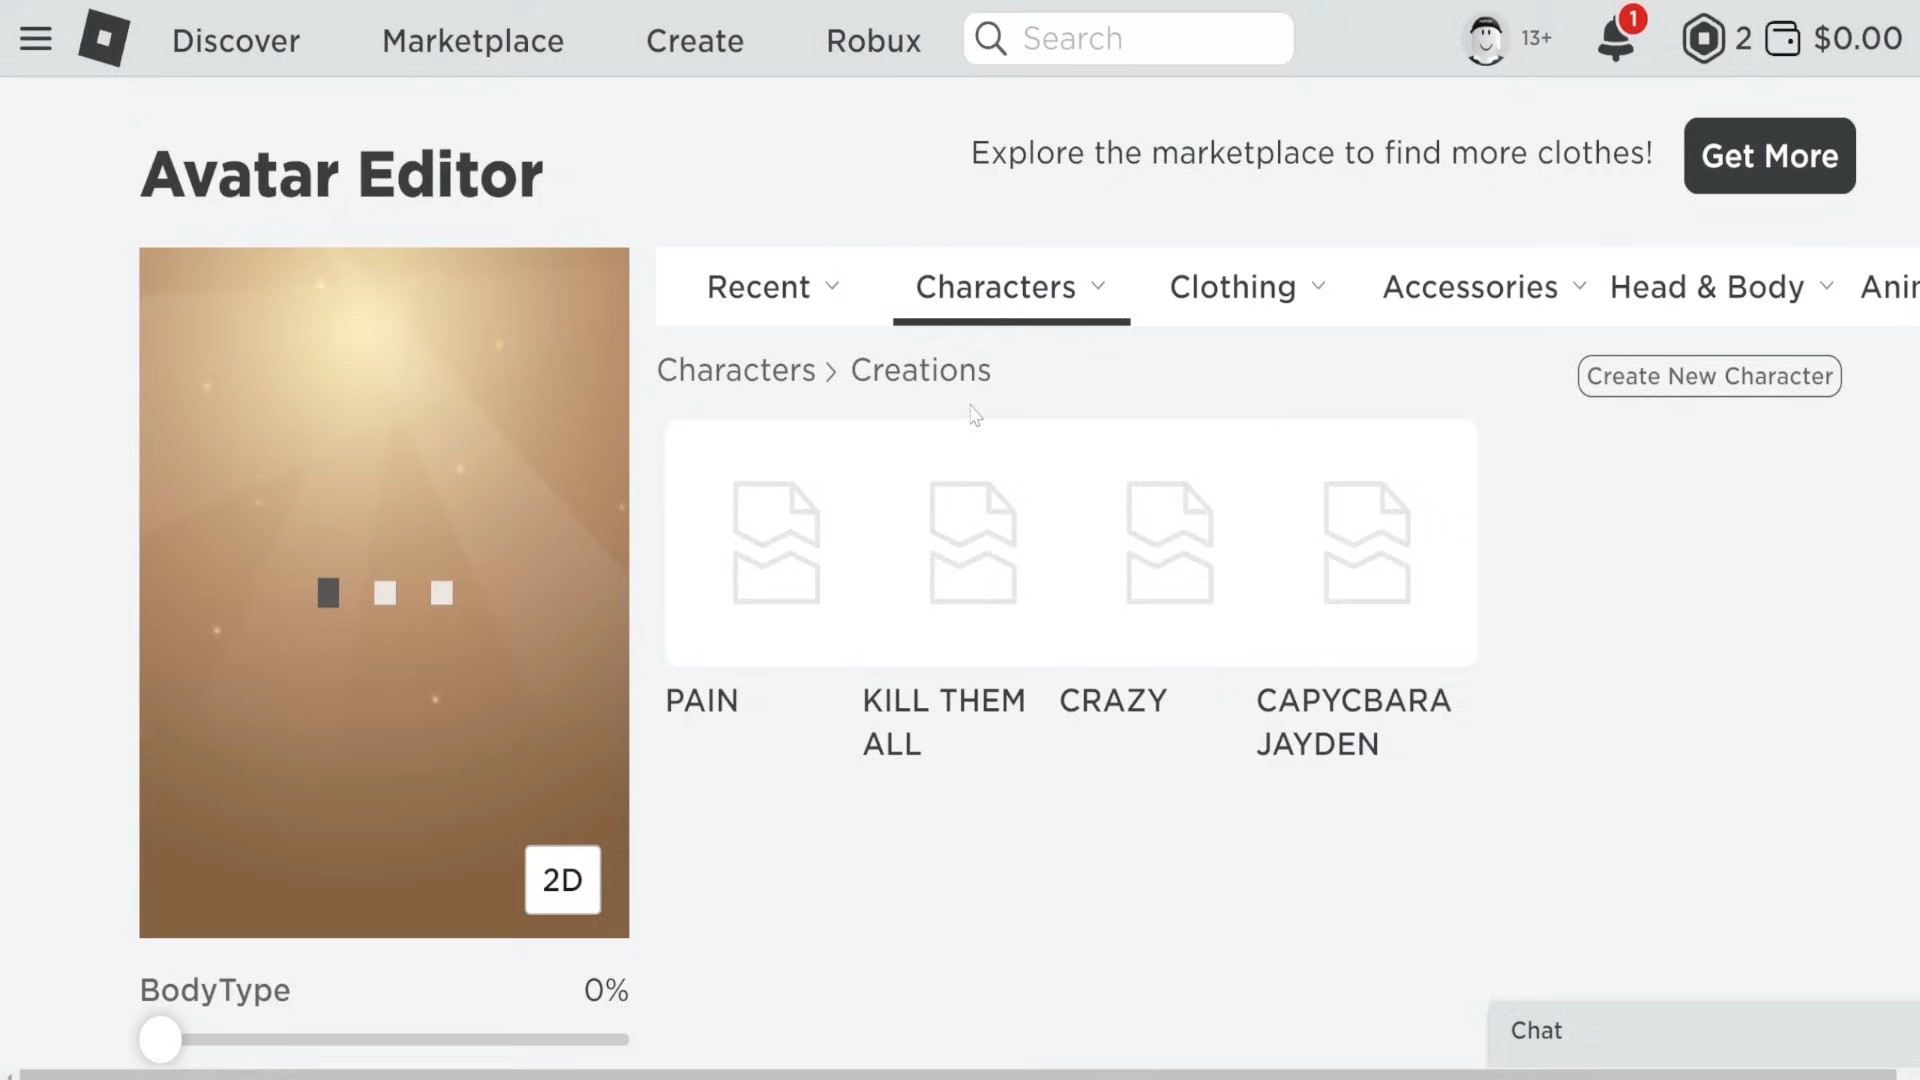 Discover Marketplace Create Robux Search 13+ 1 2 $0.00
Explore the marketplace to find more clothes! Get More
Avatar Editor
Recent Characters Clothing Accessories Head & Body Anim
Characters > Creations Create New Character
PAIN KILL THEM CRAZY CAPYCBARA
ALL JAYDEN
2D
BodyType 0%
Chat